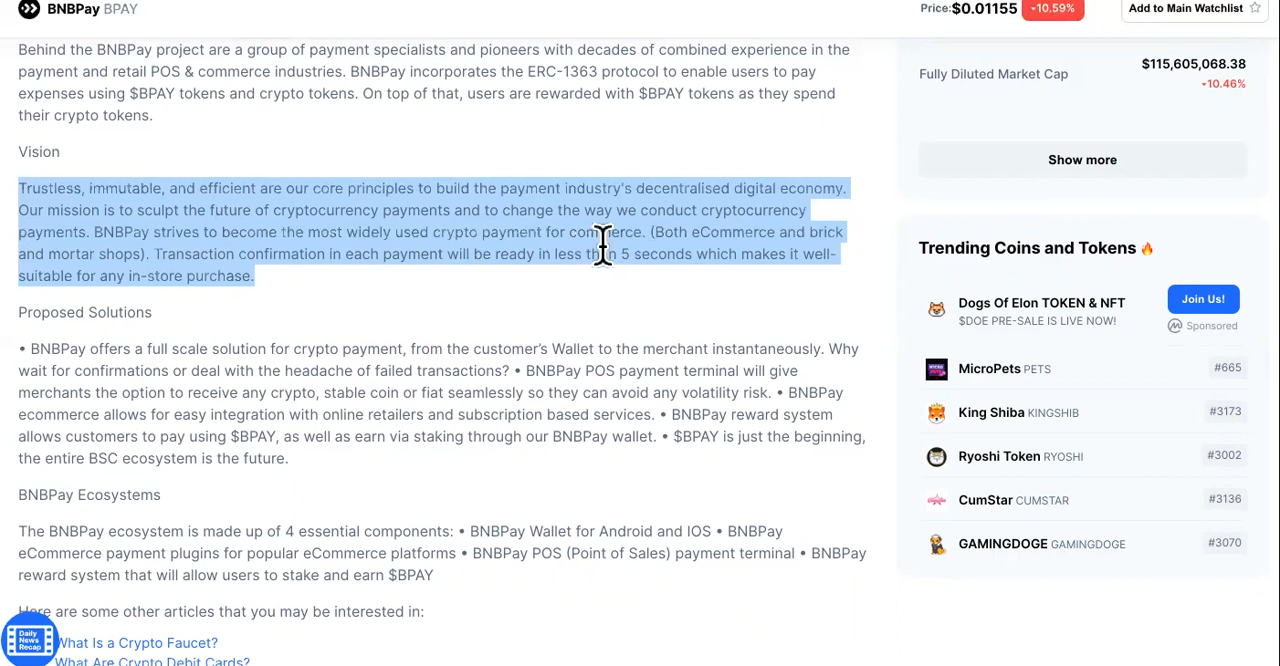 BNBPay BPAY
Price:$0.01155 -10.59%
Add to Main Watchlist
Behind the BNBPay project are a group of payment specialists and pioneers with decades of combined experience in the
payment and retail POS & commerce industries. BNBPay incorporates the ERC-1363 protocol to enable users to pay
expenses using $BPAY tokens and crypto tokens. On top of that, users are rewarded with $BPAY tokens as they spend
their crypto tokens.
Vision
Trustless, immutable, and efficient are our core principles to build the payment industry's decentralised digital economy.
Our mission is to sculpt the future of cryptocurrency payments and to change the way we conduct cryptocurrency
payments. BNBPay strives to become the most widely used crypto payment for commerce. (Both eCommerce and brick
and mortar shops). Transaction confirmation in each payment will be ready in less than 5 seconds which makes it well-
suitable for any in-store purchase.
Proposed Solutions
• BNBPay offers a full scale solution for crypto payment, from the customer’s Wallet to the merchant instantaneously. Why
wait for confirmations or deal with the headache of failed transactions? • BNBPay POS payment terminal will give
merchants the option to receive any crypto, stable coin or fiat seamlessly so they can avoid any volatility risk. • BNBPay
ecommerce allows for easy integration with online retailers and subscription based services. • BNBPay reward system
allows customers to pay using $BPAY, as well as earn via staking through our BNBPay wallet. • $BPAY is just the beginning,
the entire BSC ecosystem is the future.
BNBPay Ecosystems
The BNBPay ecosystem is made up of 4 essential components: • BNBPay Wallet for Android and IOS • BNBPay
eCommerce payment plugins for popular eCommerce platforms • BNBPay POS (Point of Sales) payment terminal • BNBPay
reward system that will allow users to stake and earn $BPAY
Here are some other articles that you may be interested in:
What Is a Crypto Faucet?
What Are Crypto Debit Cards?
Daily
News
Recap
Fully Diluted Market Cap
$115,605,068.38
-10.46%
Show more
Trending Coins and Tokens
Dogs Of Elon TOKEN & NFT
$DOE PRE-SALE IS LIVE NOW!
Join Us!
Sponsored
MicroPets PETS #665
King Shiba KINGSHIB #3173
Ryoshi Token RYOSHI #3002
CumStar CUMSTAR #3136
GAMINGDOGE GAMINGDOGE #3070